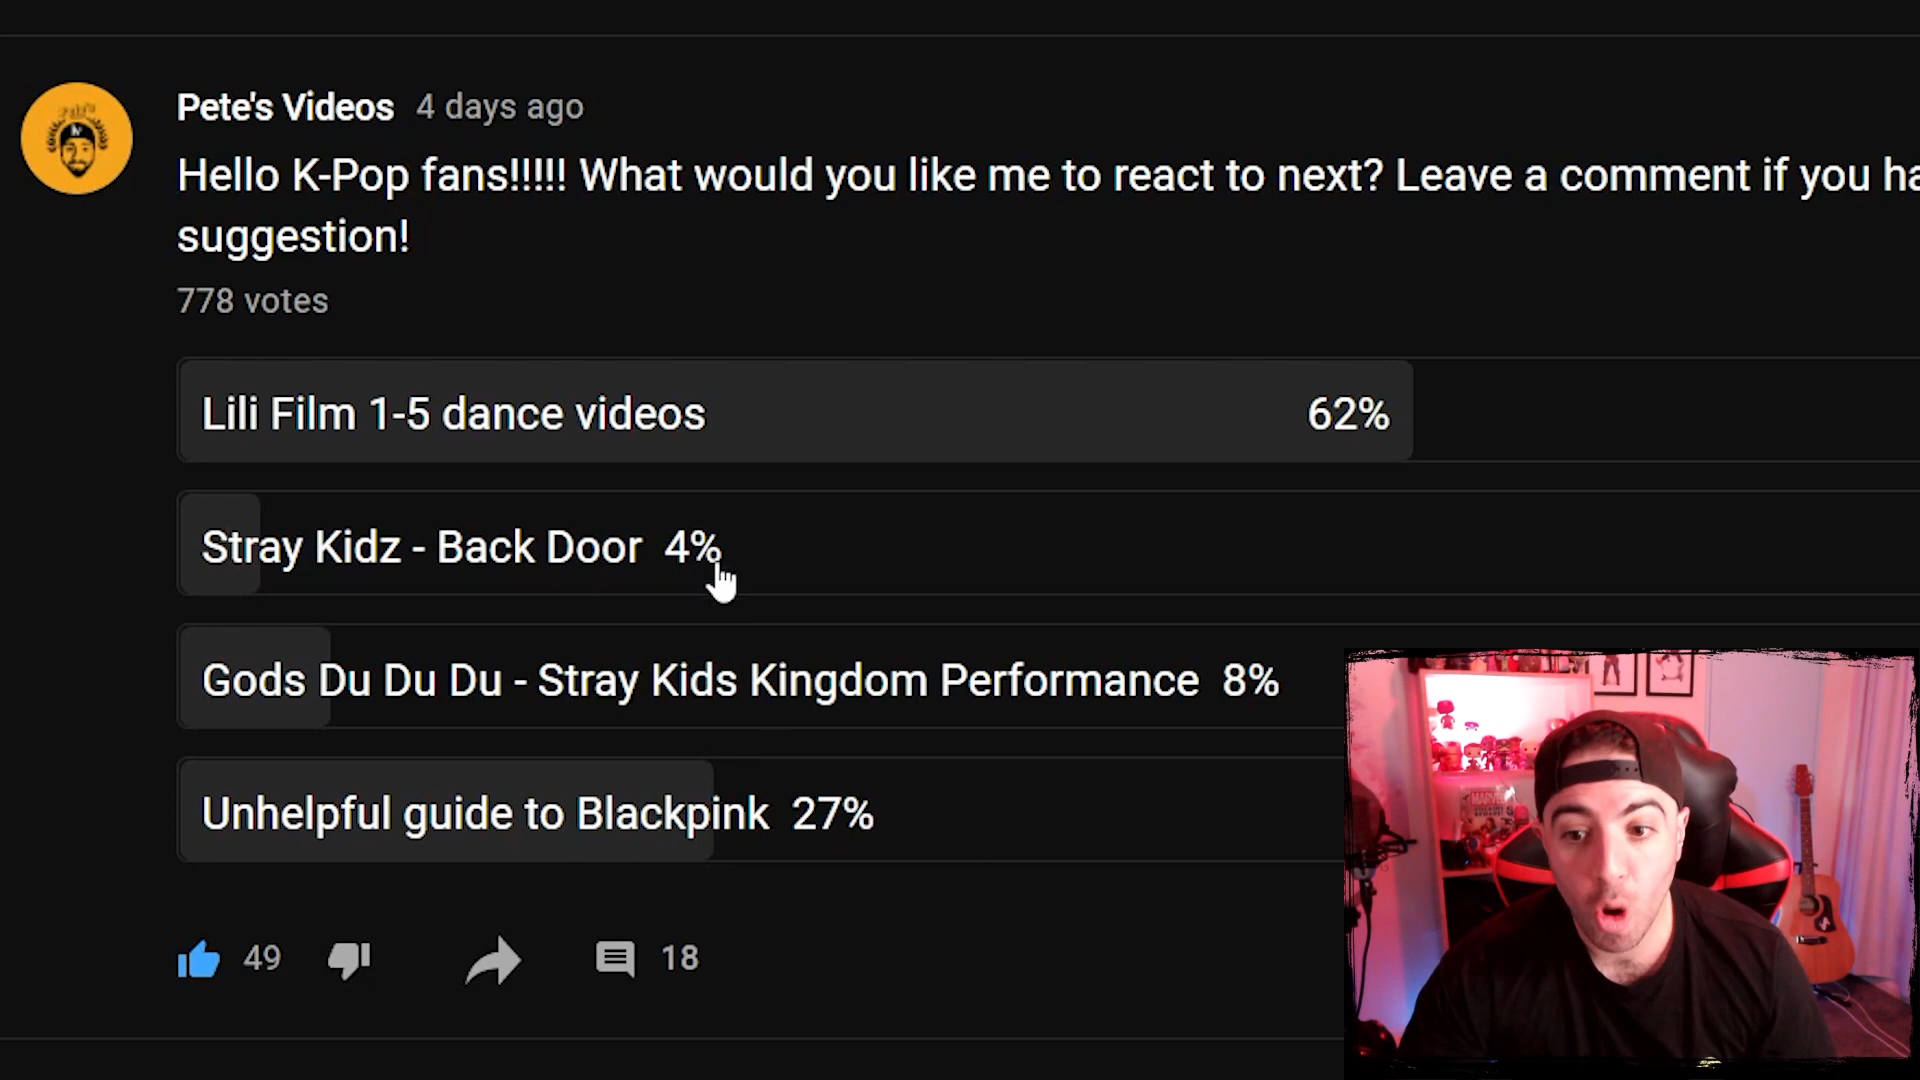 Pete's Videos 4 days ago
Hello K-Pop fans!!!!! What would you like me to react to next? Leave a comment if you ha
suggestion!
778 votes
Lili Film 1-5 dance videos 62%
Stray Kidz - Back Door 4%
Gods Du Du Du - Stray Kids Kingdom Performance 8%
Unhelpful guide to Blackpink 27%
49 18
MARVEL